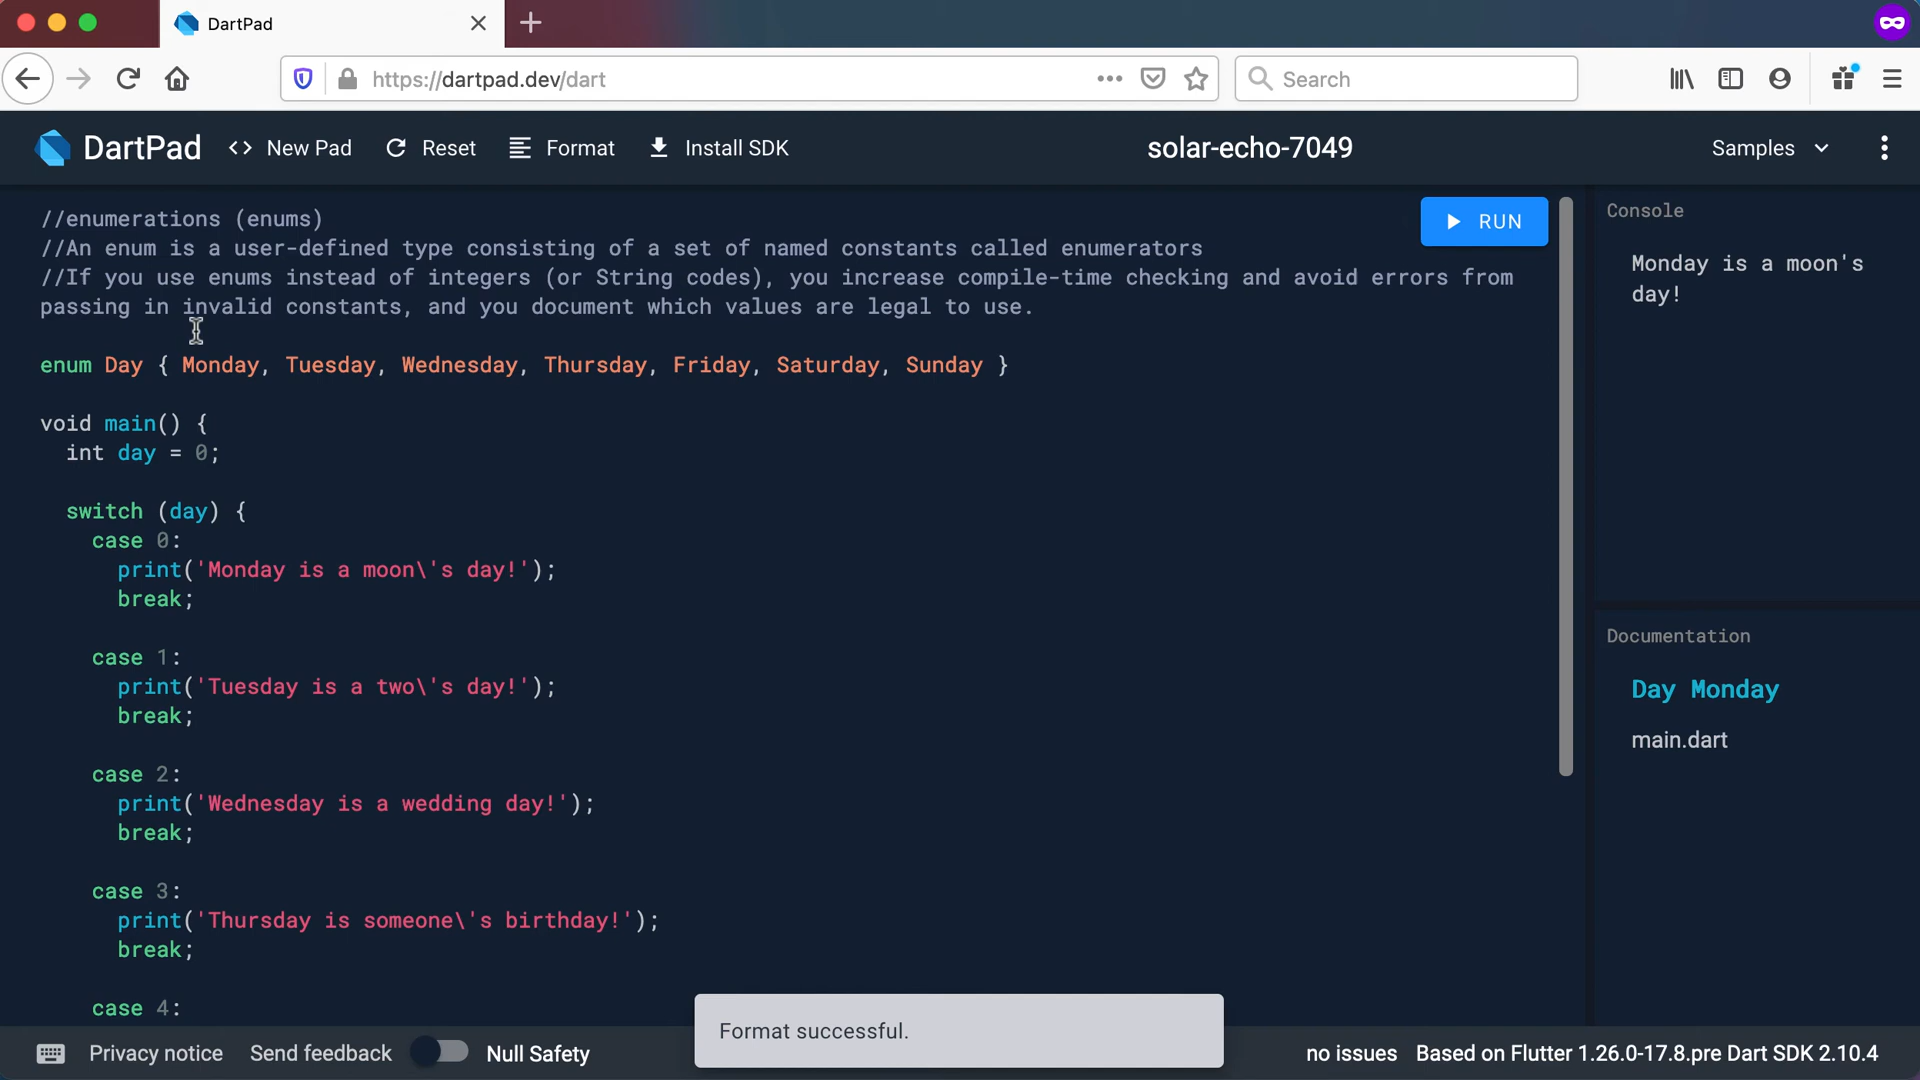 DartPad
https://dartpad.dev/dart
Search
DartPad
<> New Pad
Reset
Format
Install SDK
solar-echo-7049
Samples
//enumerations (enums)
//An enum is a user-defined type consisting of a set of named constants called enumerators
//If you use enums instead of integers (or String codes), you increase compile-time checking and avoid errors from
passing in invalid constants, and you document which values are legal to use.
enum Day { Monday, Tuesday, Wednesday, Thursday, Friday, Saturday, Sunday }
void main() {
int day = 0;
switch (day) {
case 0:
print('Monday is a moon\'s day!');
break;
case 1:
print('Tuesday is a two\'s day!');
break;
case 2:
print('Wednesday is a wedding day!');
break;
case 3:
print('Thursday is someone\'s birthday!');
break;
case 4:
RUN
Console
Monday is a moon's
day!
Documentation
Day Monday
main.dart
Format successful.
Privacy notice
Send feedback
Null Safety
no issues
Based on Flutter 1.26.0-17.8.pre Dart SDK 2.10.4